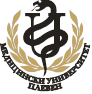 МЕДИЦИНСКИ УНИВЕРСИТЕТ
ПЛЕВЕН